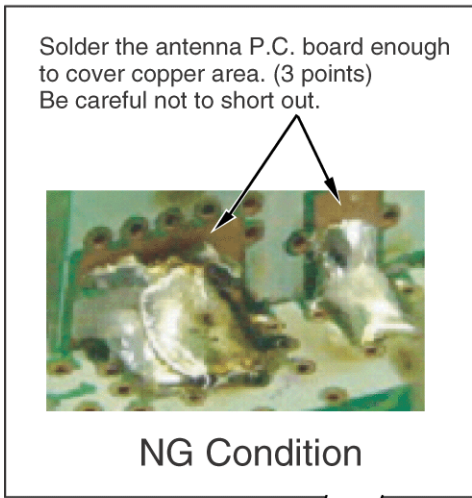 Solder the antenna P.C. board enough
to cover copper area. (3 points)
Be careful not to short out.
NG Condition